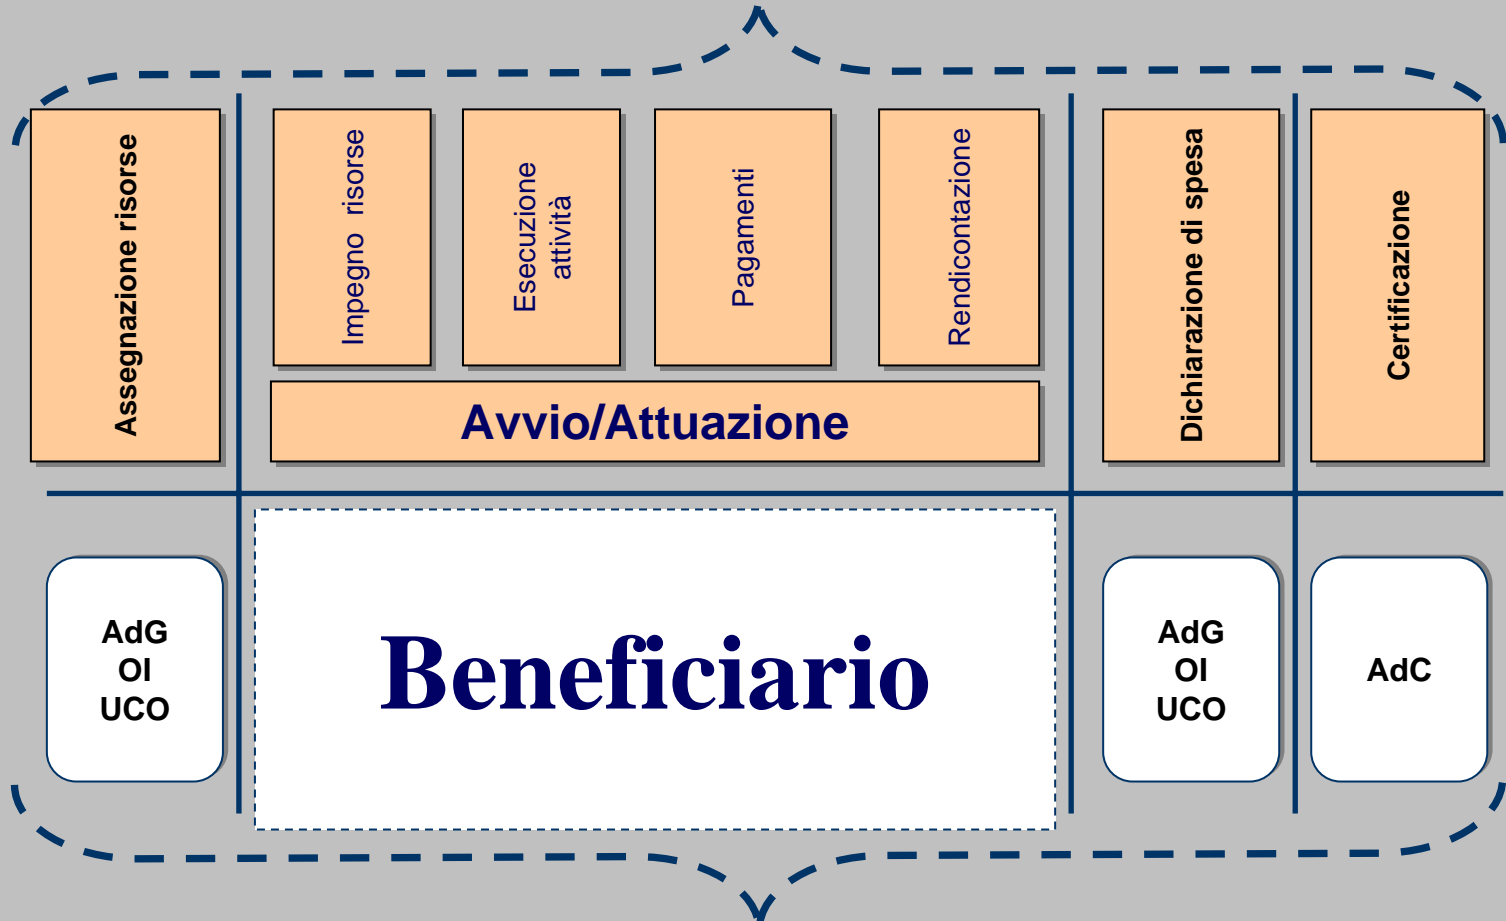 Assegnazione risorse
Impegno risorse
Esecuzione
attività
Pagamenti
Rendicontazione
Dichiarazione di spesa
Certificazione
Avvio/Attuazione
AdG
OI
UCO
Beneficiario
AdG
OI
UCO
AdC